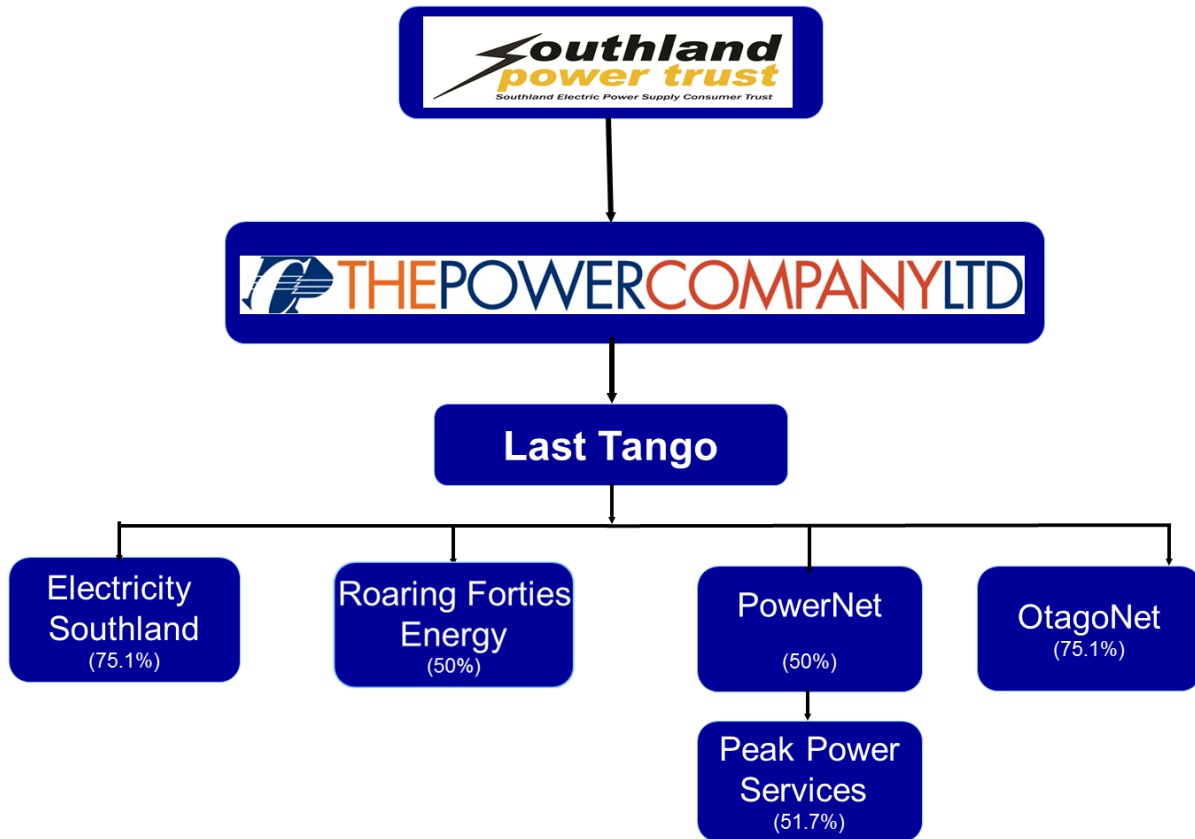 Southland
power trust
Southland Electric Power Supply Consumer Trust
THEPOWERCOMPANYLTD
Last Tango
Electricity
Southland
(75.1%)
Roaring Forties
Energy
(50%)
PowerNet
(50%)
OtagoNet
(75.1%)
Peak Power
Services
(51.7%)